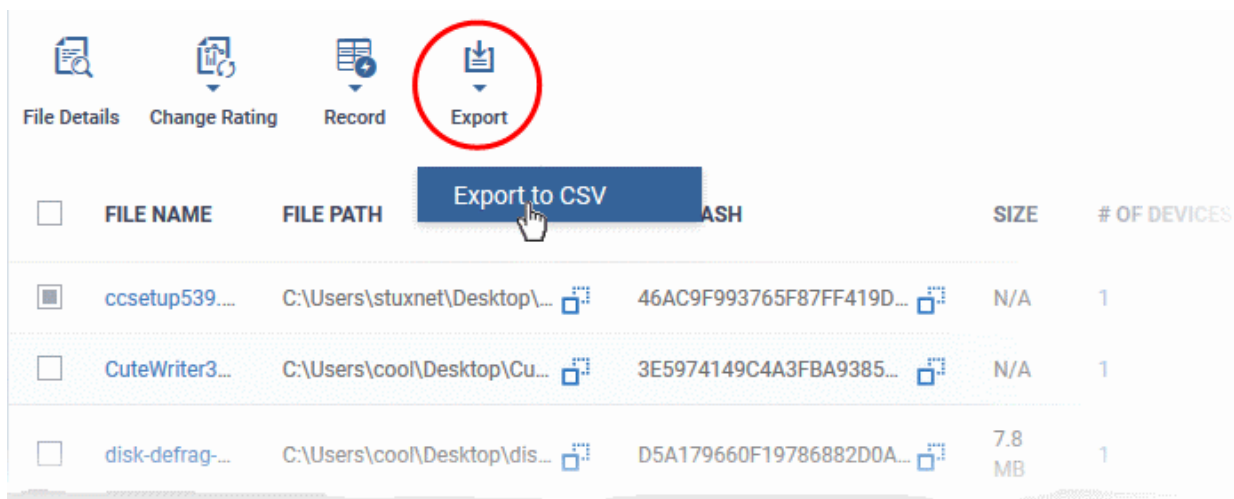 File Details Change Rating Record Export
Export to CSV
FILE NAME FILE PATH ASH SIZE # OF DEVICES
ccsetup539.... C:\Users\stuxnet\Desktop\... 46AC9F993765F87FF419D... N/A 1
CuteWriter3... C:\Users\cool\Desktop\Cu... 3E5974149C4A3FBA9385... N/A 1
disk-defrag-... C:\Users\cool\Desktop\dis... D5A179660F19786882D0A... 7.8 MB 1